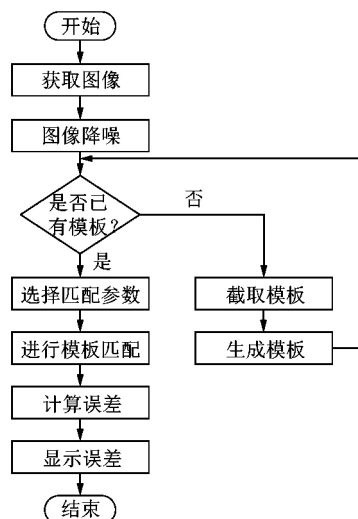 开始
获取图像
图像降噪
是否已
有模板?
否
是
选择匹配参数
截取模板
进行模板匹配
生成模板
计算误差
显示误差
结束